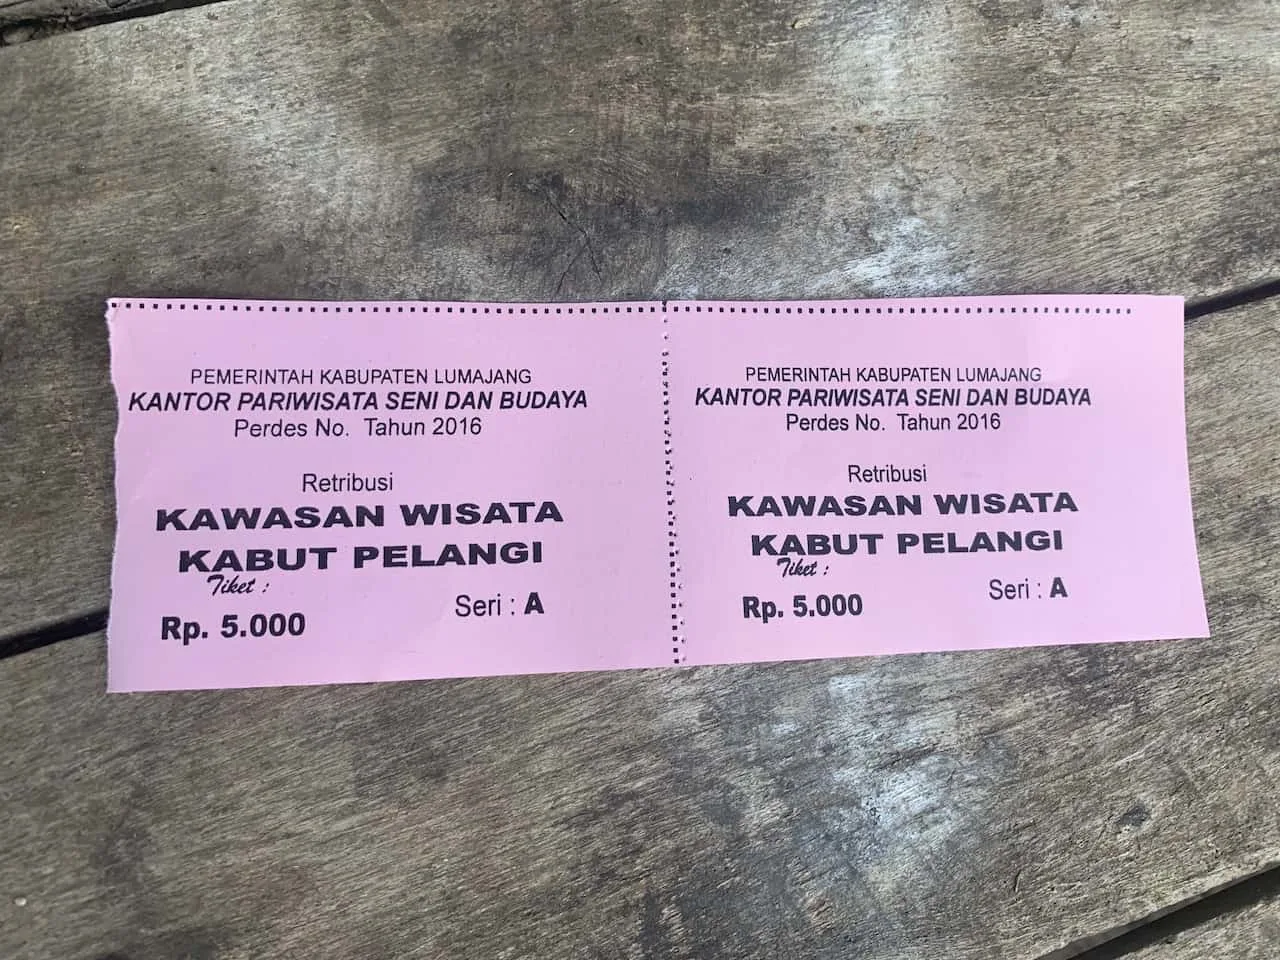 PEMERINTAH KABUPATEN LUMAJANG
KANTOR PARIWISATA SENI DAN BUDAYA
Perdes No. Tahun 2016
Retribusi
KAWASAN WISATA
KABUT PELANGI
Tiket :
Rp. 5.000
Seri : A
PEMERINTAH KABUPATEN LUMAJANG
KANTOR PARIWISATA SENI DAN BUDAYA
Perdes No. Tahun 2016
Retribusi
KAWASAN WISATA
KABUT PELANGI
Tiket :
Rp. 5.000
Seri : A